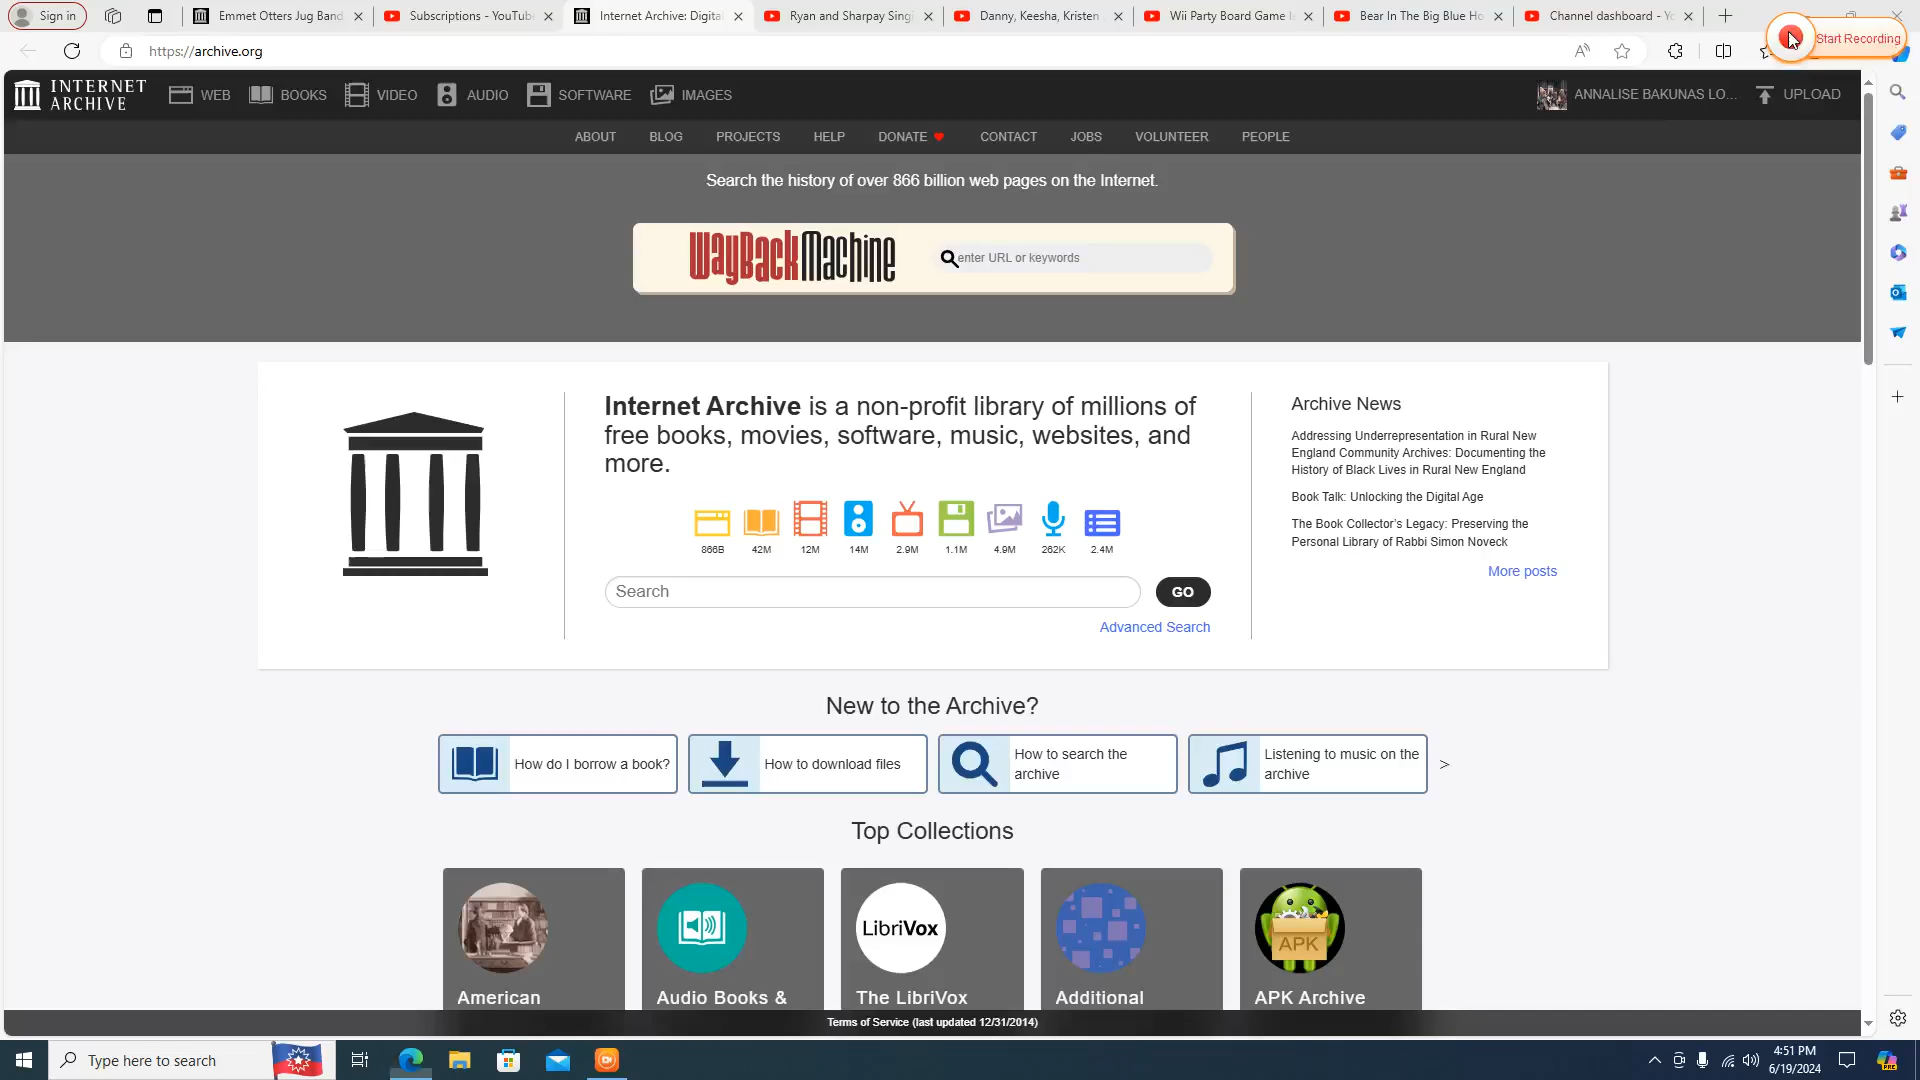 Sign in
Emmet Otters Jug Band
Subscriptions - YouTube
Internet Archive: Digital
Ryan and Sharpay Singi
Danny, Keesha, Kristen
Wii Party Board Game I
Bear In The Big Blue Ho
Channel dashboard - Yo
https://archive.org
Start Recording
INTERNET ARCHIVE
WEB
BOOKS
VIDEO
AUDIO
SOFTWARE
IMAGES
ANNALISE BAKUNAS LO...
UPLOAD
ABOUT
BLOG
PROJECTS
HELP
DONATE
CONTACT
JOBS
VOLUNTEER
PEOPLE
Search the history of over 866 billion web pages on the Internet.
WayBackMachine
enter URL or keywords
Internet Archive is a non-profit library of millions of
free books, movies, software, music, websites, and
more.
866B
42M
12M
14M
2.9M
1.1M
4.9M
262K
2.4M
Search
GO
Advanced Search
Archive News
Addressing Underrepresentation in Rural New
England Community Archives: Documenting the
History of Black Lives in Rural New England
Book Talk: Unlocking the Digital Age
The Book Collector's Legacy: Preserving the
Personal Library of Rabbi Simon Noveck
More posts
New to the Archive?
How do I borrow a book?
How to download files
How to search the
archive
Listening to music on the
archive
>
Top Collections
LibriVox
APK
American
Audio Books &
The LibriVox
Additional
APK Archive
Terms of Service (last updated 12/31/2014)
Type here to search
4:51 PM
6/19/2024